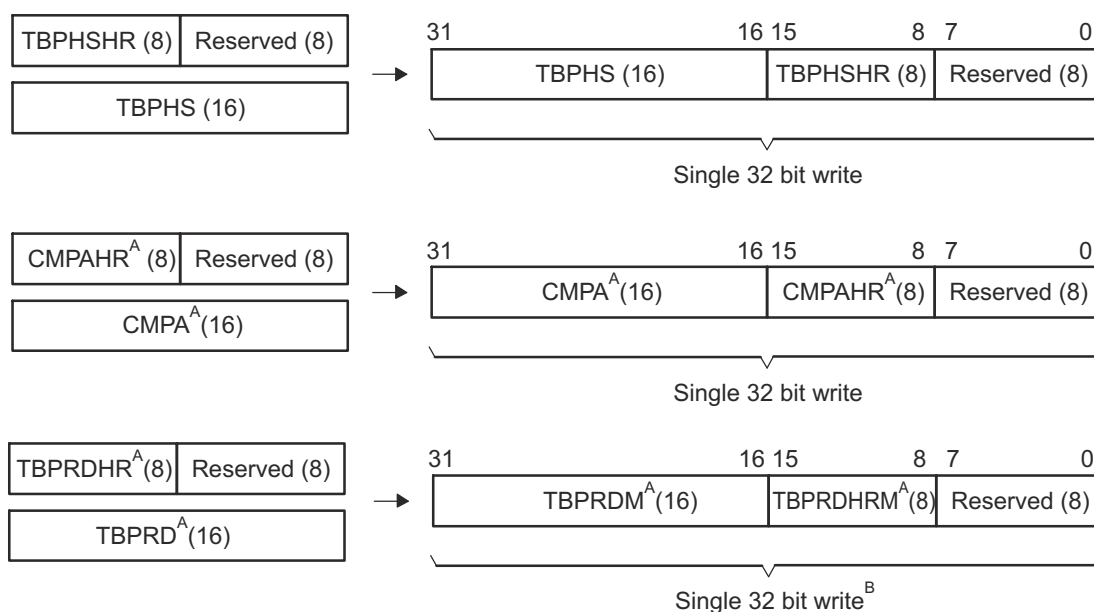 31 16 15 8 7 0
TBPHSHR (8) Reserved (8) TBPHS (16) TBPHSHR (8) Reserved (8)
TBPHS (16)
Single 32 bit write
31 16 15 8 7 0
CMPAHR^A (8) Reserved (8) CMPA^A(16) CMPAHR^A(8) Reserved (8)
CMPA^A(16)
Single 32 bit write
31 16 15 8 7 0
TBPRDHR^A(8) Reserved (8) TBPRDM^A(16) TBPRDHRM^A(8) Reserved (8)
TBPRD^A(16)
Single 32 bit write^B